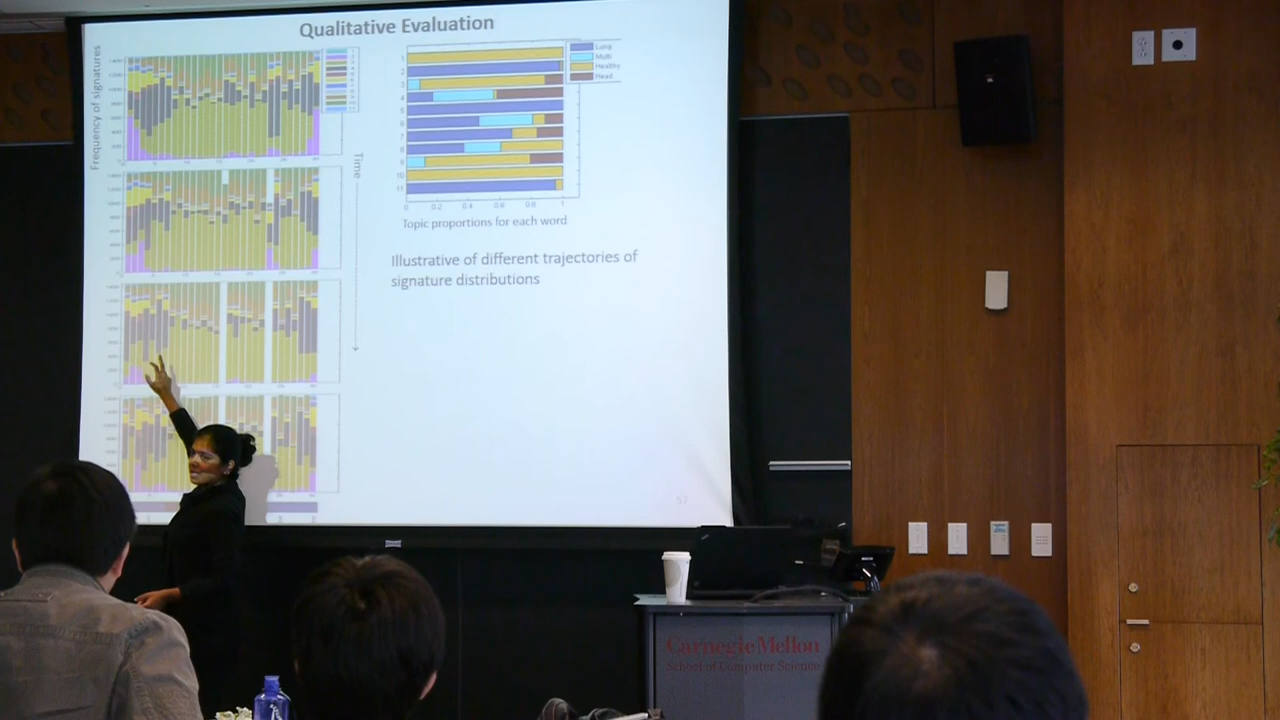 Qualitative Evaluation
Frequency of signatures
Time
Lung
Multi
Healthy
Head
1
2
3
4
5
6
7
8
9
10
11
0 0.2 0.4 0.6 0.8 1
Topic proportions for each word
Illustrative of different trajectories of
signature distributions
57
Carnegie Mellon
School of Computer Science